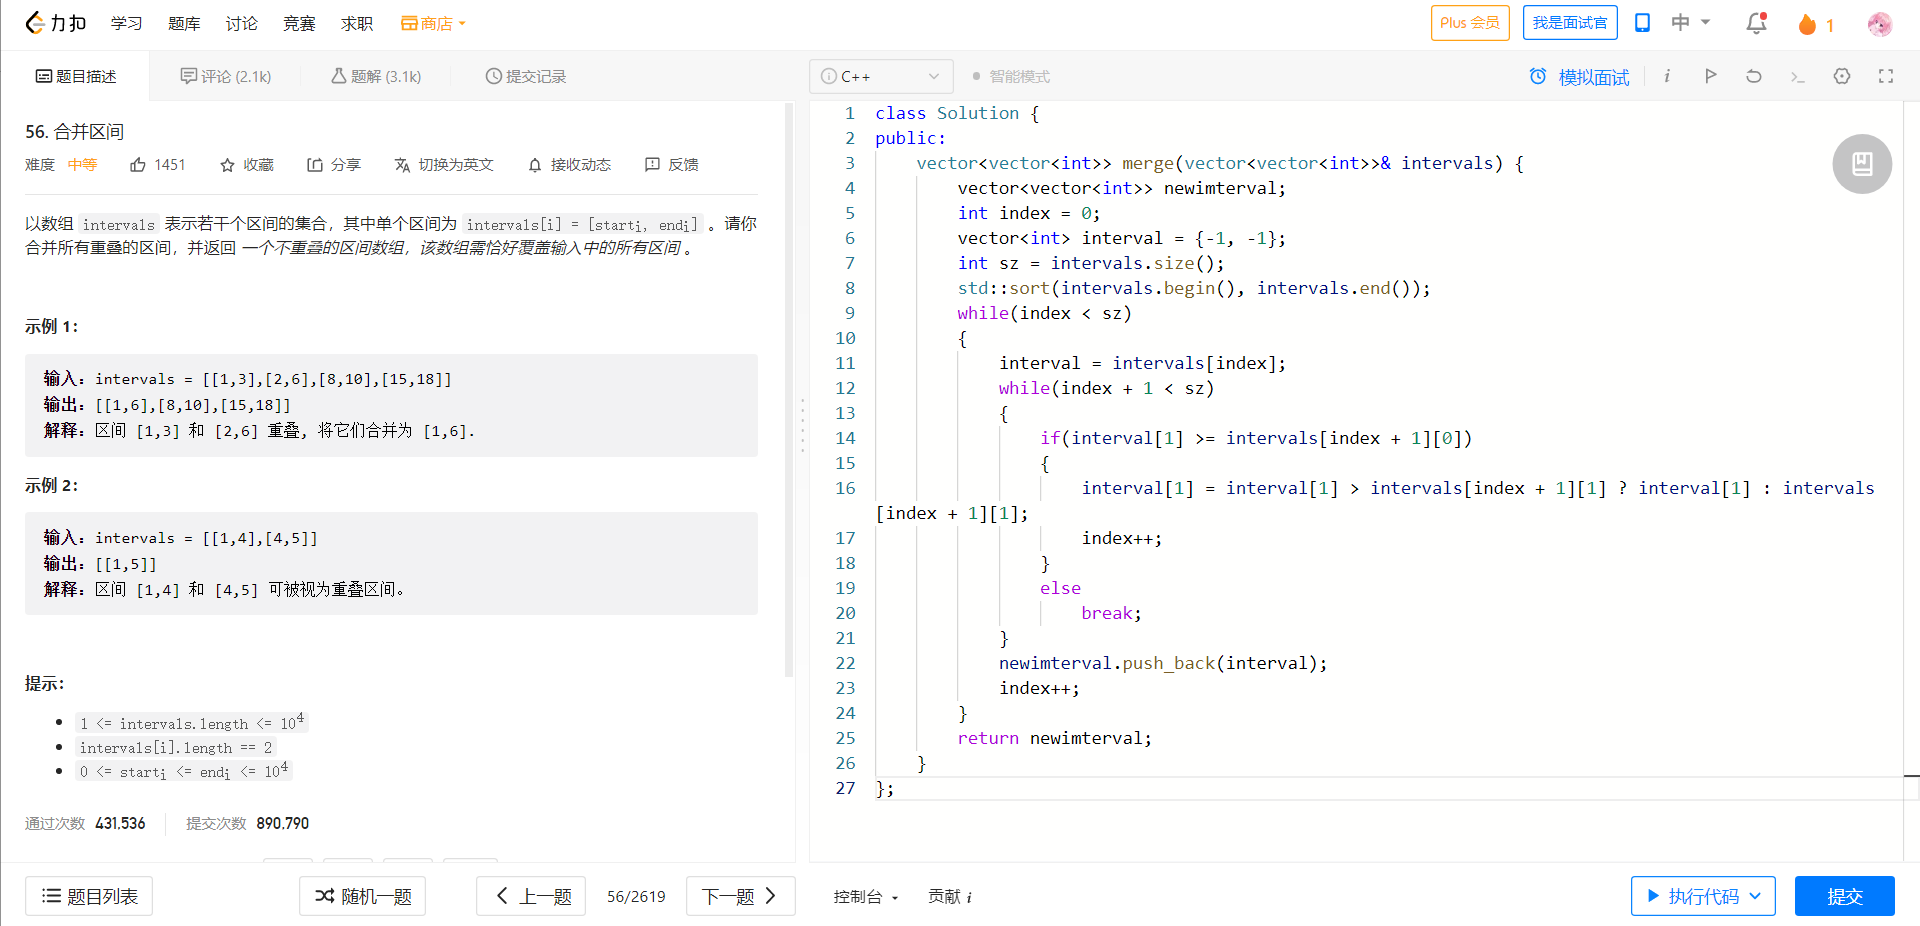 力扣 学习 题库 讨论 竞赛 求职 商店 Plus 会员 我是面试官 中 1
题目描述 评论 (2.1k) 题解 (3.1k) 提交记录 C++ 智能模式 模拟面试
56. 合并区间
难度 中等 1451 收藏 分享 切换为英文 接收动态 反馈
以数组 intervals 表示若干个区间的集合，其中单个区间为 intervals[i] = [starti, endi] 。请你
合并所有重叠的区间，并返回 一个不重叠的区间数组，该数组需恰好覆盖输入中的所有区间 。
示例 1：
输入：intervals = [[1,3],[2,6],[8,10],[15,18]]
输出：[[1,6],[8,10],[15,18]]
解释：区间 [1,3] 和 [2,6] 重叠, 将它们合并为 [1,6].
示例 2：
输入：intervals = [[1,4],[4,5]]
输出：[[1,5]]
解释：区间 [1,4] 和 [4,5] 可被视为重叠区间。
提示：
1 <= intervals.length <= 10⁴
intervals[i].length == 2
0 <= starti <= endi <= 10⁴
通过次数 431,536 提交次数 890,790
题目列表 随机一题 上一题 56/2619 下一题
1 class Solution {
2 public:
3 vector<vector<int>> merge(vector<vector<int>>& intervals) {
4 vector<vector<int>> newimterval;
5 int index = 0;
6 vector<int> interval = {-1, -1};
7 int sz = intervals.size();
8 std::sort(intervals.begin(), intervals.end());
9 while(index < sz)
10 {
11 interval = intervals[index];
12 while(index + 1 < sz)
13 {
14 if(interval[1] >= intervals[index + 1][0])
15 {
16 interval[1] = interval[1] > intervals[index + 1][1] ? interval[1] : intervals
[index + 1][1];
17 index++;
18 }
19 else
20 break;
21 }
22 newimterval.push_back(interval);
23 index++;
24 }
25 return newimterval;
26 }
27 };
控制台 贡献 i 执行代码 提交